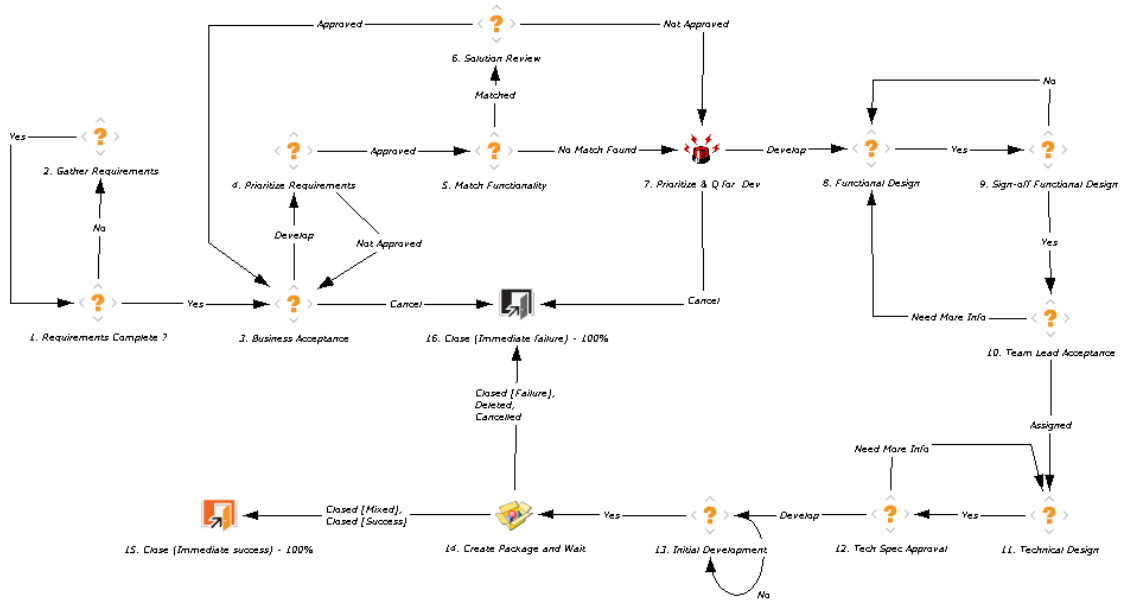 Approved
Not Approved
6. Solution Review
Matched
No
Yes
Approved
No Match Found
Develop
Yes
2. Gather Requirements
4. Prioritize Requirements
5. Match Functionality
7. Prioritize & Q for Dev
8. Functional Design
9. Sign-off Functional Design
No
Develop
Not Approved
Yes
Yes
Cancel
Cancel
Need More Info
1. Requirements Complete ?
3. Business Acceptance
16. Close (Immediate failure) - 100%
10. Team Lead Acceptance
Closed [Failure],
Deleted,
Cancelled
Assigned
Need More Info
Closed [Mixed],
Closed [Success]
Yes
Develop
Yes
15. Close (Immediate success) - 100%
14. Create Package and Wait
13. Initial Development
12. Tech Spec Approval
11. Technical Design
No